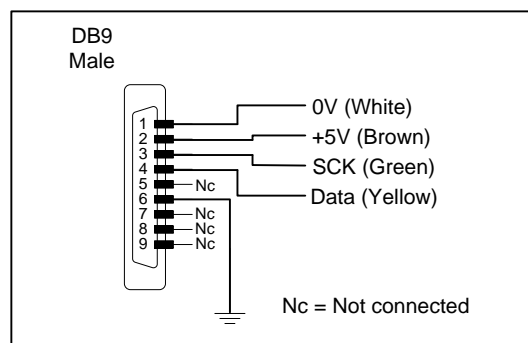 DB9
Male
1
0V (White)
2
+5V (Brown)
3
SCK (Green)
4
Data (Yellow)
5
Nc
6
7
Nc
8
Nc
9
Nc
Nc = Not connected